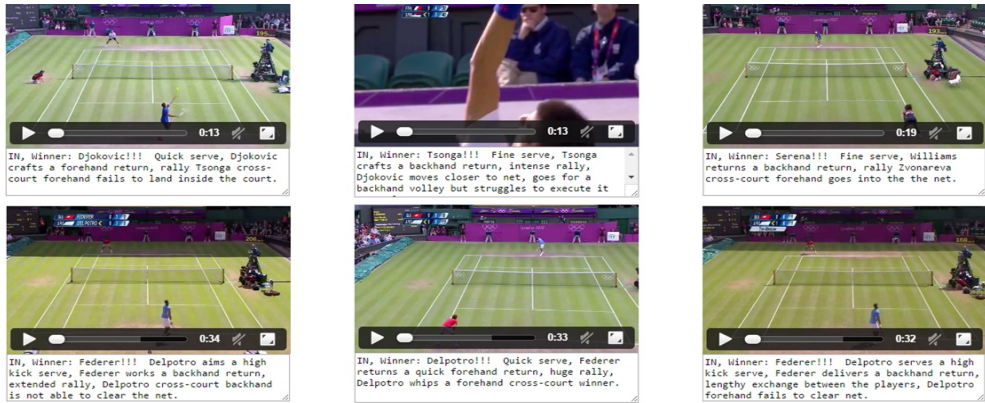 0:13
IN, Winner: Djokovic!!! Quick serve, Djokovic
crafts a forehand return, rally Tsonga cross-
court forehand fails to land inside the court.
0:13
IN, Winner: Tsonga!!! Fine serve, Tsonga
crafts a backhand return, intense rally,
Djokovic moves closer to net, goes for a
backhand volley but struggles to execute it
0:19
IN, Winner: Serena!!! Fine serve, Williams
returns a backhand return, rally Zvonareva
cross-court forehand goes into the the net.
FEDERER
DEL POTRO
0:34
IN, Winner: Federer!!! Delpotro aims a high
kick serve, Federer works a backhand return,
extended rally, Delpotro cross-court backhand
is not able to clear the net.
0:33
IN, Winner: Delpotro!!! Quick serve, Federer
returns a quick forehand return, huge rally,
Delpotro whips a forehand cross-court winner.
0:32
IN, Winner: Federer!!! Delpotro serves a high
kick serve, Federer delivers a backhand return,
lengthy exchange between the players, Delpotro
forehand fails to clear net.